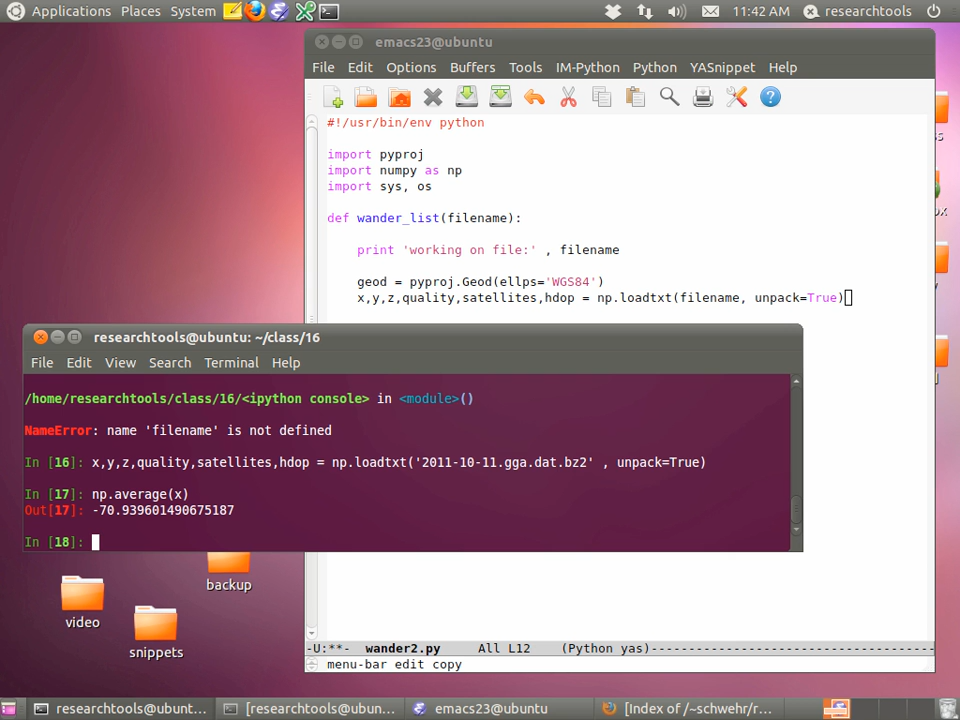 Applications Places System 11:42 AM researchtools
emacs23@ubuntu
File Edit Options Buffers Tools IM-Python Python YASnippet Help
#!/usr/bin/env python
import pyproj
import numpy as np
import sys, os
def wander_list(filename):
print 'working on file:' , filename
geod = pyproj.Geod(ellps='WGS84')
x,y,z,quality,satellites,hdop = np.loadtxt(filename, unpack=True)
researchtools@ubuntu: ~/class/16
File Edit View Search Terminal Help
/home/researchtools/class/16/<ipython console> in <module>()
NameError: name 'filename' is not defined
In [16]: x,y,z,quality,satellites,hdop = np.loadtxt('2011-10-11.gga.dat.bz2' , unpack=True)
In [17]: np.average(x)
Out[17]: -70.939601490675187
In [18]:
backup
video
snippets
-U:**- wander2.py All L12 (Python yas)----------------------------------------
menu-bar edit copy
researchtools@ubunt... [researchtools@ubun... emacs23@ubuntu [Index of /~schwehr/r...